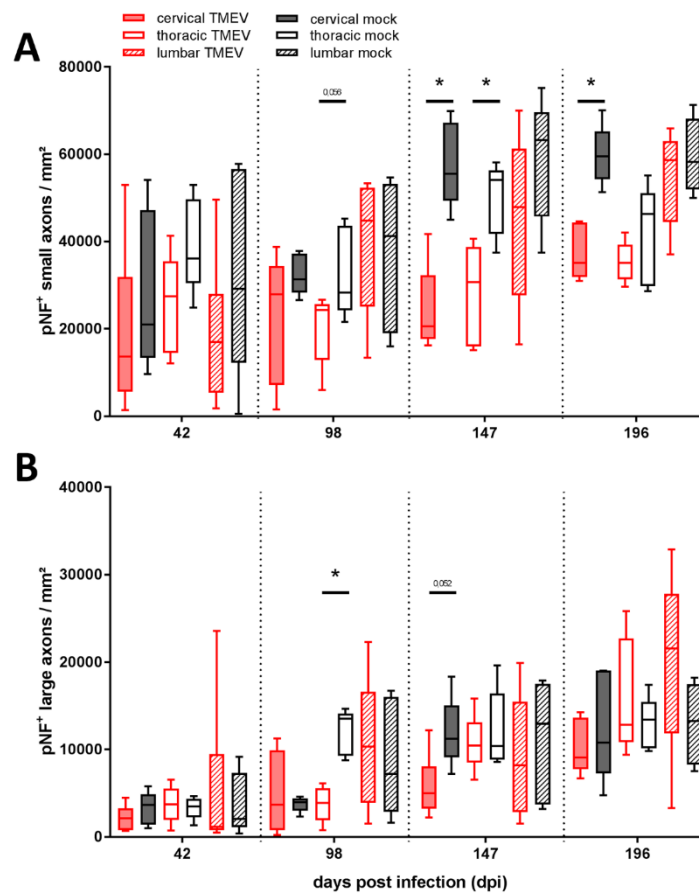 cervical TMEV cervical mock
thoracic TMEV thoracic mock
lumbar TMEV lumbar mock
A
80000
60000
40000
20000
0
pNF⁺ small axons / mm²
0.056
* * *
42 98 147 196
B
40000
30000
20000
10000
0
pNF⁺ large axons / mm²
*
0.052
42 98 147 196
days post infection (dpi)